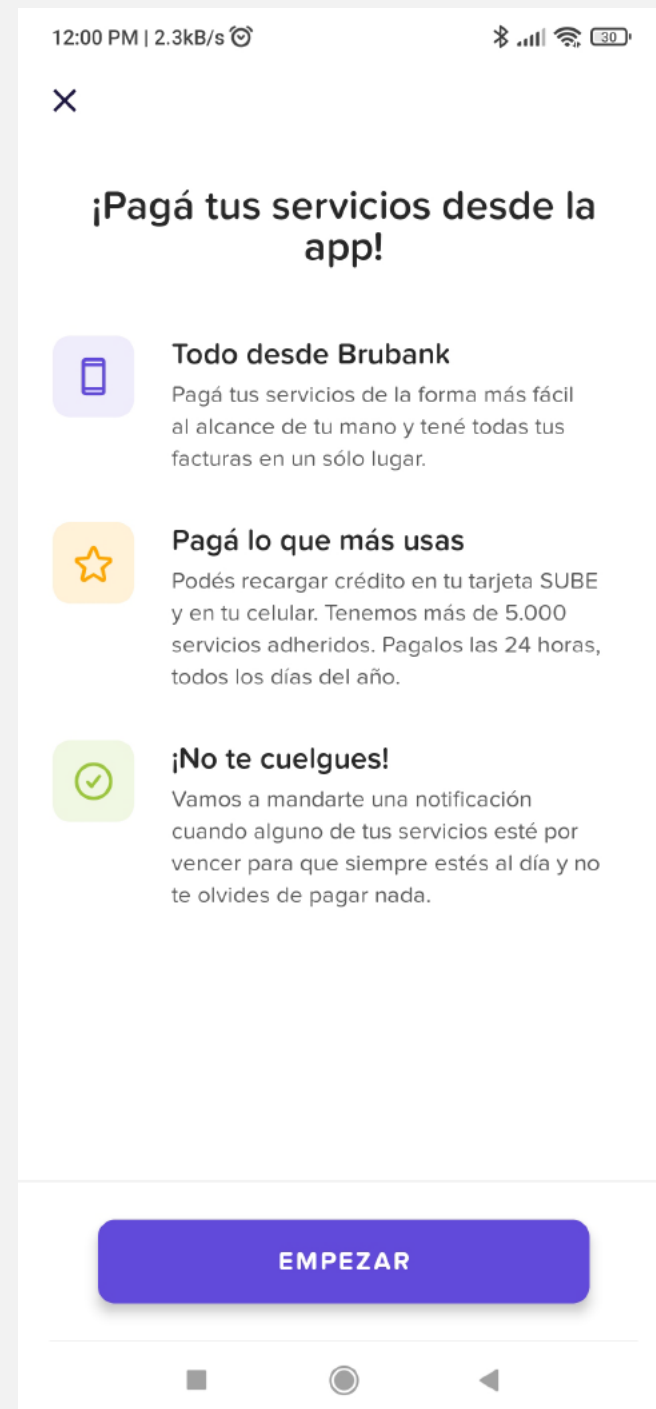 12:00 PM | 2.3kB/s
30
¡Pagá tus servicios desde la
app!
Todo desde Brubank
Pagá tus servicios de la forma más fácil
al alcance de tu mano y tené todas tus
facturas en un sólo lugar.
Pagá lo que más usas
Podés recargar crédito en tu tarjeta SUBE
y en tu celular. Tenemos más de 5.000
servicios adheridos. Pagalos las 24 horas,
todos los días del año.
¡No te cuelgues!
Vamos a mandarte una notificación
cuando alguno de tus servicios esté por
vencer para que siempre estés al día y no
te olvides de pagar nada.
EMPEZAR